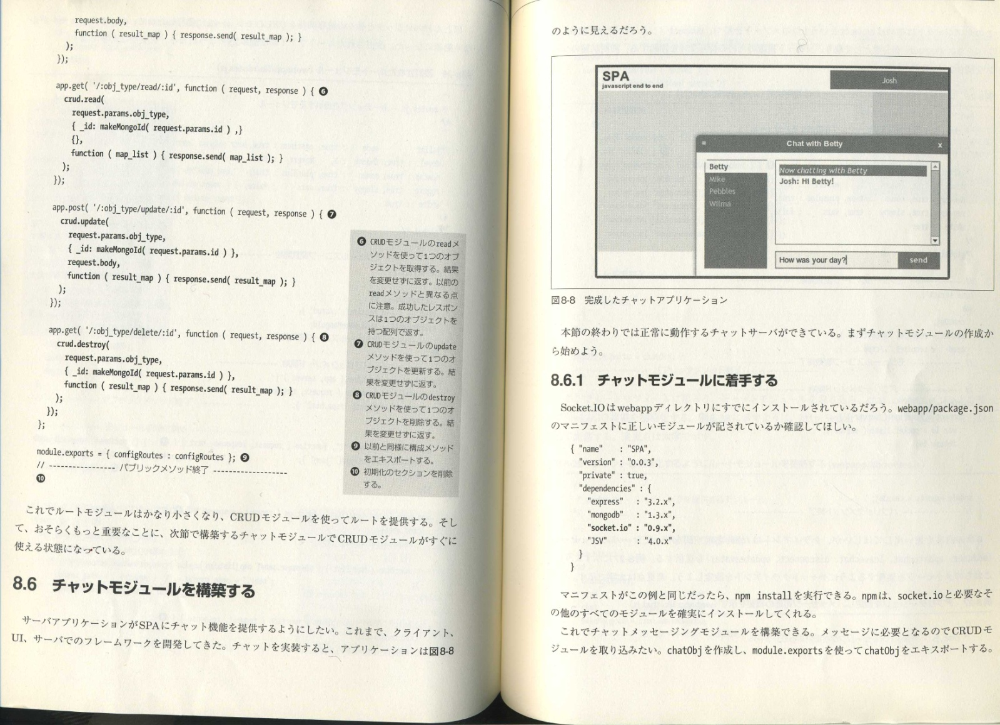 request.body,
function ( result_map ) { response.send( result_map ); }
);
});
app.get( '/:obj_type/read/:id', function ( request, response ) { ❻
crud.read(
request.params.obj_type,
{ _id: makeMongoId( request.params.id ) ,}
{},
function ( map_list ) { response.send( map_list ); }
);
});
app.post( '/:obj_type/update/:id', function ( request, response ) { ❼
crud.update(
request.params.obj_type,
{ _id: makeMongoId( request.params.id ) },
request.body,
function ( result_map ) { response.send( result_map ); }
);
});
app.get( '/:obj_type/delete/:id', function ( request, response ) { ❽
crud.destroy(
request.params.obj_type,
{ _id: makeMongoId( request.params.id ) },
function ( result_map ) { response.send( result_map ); }
);
});
};
module.exports = { configRoutes : configRoutes }; ❾
// ----------------- パブリックメソッド終了 -------------------
❿
❻ CRUDモジュールのreadメ
ソッドを使って1つのオブ
ジェクトを取得する。結果
を変更せずに返す。以前の
readメソッドと異なる点
に注意。成功したレスポン
スは1つのオブジェクトを
持つ配列で返す。
❼ CRUDモジュールのupdate
メソッドを使って1つのオ
ブジェクトを更新する。結
果を変更せずに返す。
❽ CRUDモジュールのdestroy
メソッドを使って1つのオ
ブジェクトを削除する。結
果を変更せずに返す。
❾ 以前と同様に構成メソッド
をエキスポートする。
❿ 初期化のセクションを削除
する。
これでルートモジュールはかなり小さくなり、CRUDモジュールを使ってルートを提供する。そし
て、おそらくもっと重要なことに、次節で構築するチャットモジュールでCRUDモジュールがすぐに
使える状態になっている。
8.6 チャットモジュールを構築する
サーバアプリケーションがSPAにチャット機能を提供するようにしたい。これまで、クライアント、
UI、サーバでのフレームワークを開発してきた。チャットを実装すると、アプリケーションは図8-8
のように見えるだろう。
SPA
javascript end to end
Josh
= Chat with Betty x
Betty
Mike
Pebbles
Wilma
Now chatting with Betty
Josh: HI Betty!
How was your day?
send
図8-8 完成したチャットアプリケーション
本節の終わりでは正常に動作するチャットサーバができている。まずチャットモジュールの作成か
ら始めよう。
8.6.1 チャットモジュールに着手する
Socket.IOはwebappディレクトリにすでにインストールされているだろう。webapp/package.json
のマニフェストに正しいモジュールが記されているか確認してほしい。
{ "name" : "SPA",
"version" : "0.0.3",
"private" : true,
"dependencies" : {
"express" : "3.2.x",
"mongodb" : "1.3.x",
"socket.io" : "0.9.x",
"JSV" : "4.0.x"
}
}
マニフェストがこの例と同じだったら、npm installを実行できる。npmは、socket.ioと必要なそ
の他のすべてのモジュールを確実にインストールしてくれる。
これでチャットメッセージングモジュールを構築できる。メッセージに必要となるのでCRUDモ
ジュールを取り込みたい。chatObjを作成し、module.exportsを使ってchatObjをエキスポートする。